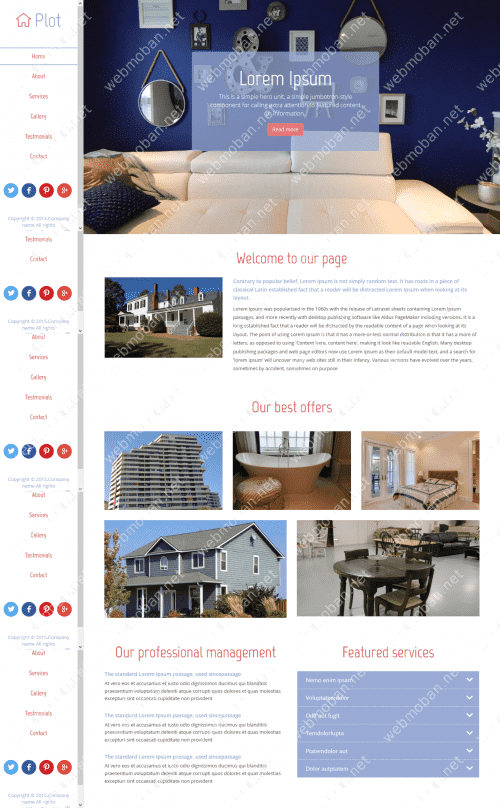 Plot
Home
About
Services
Gallery
Testmonials
Contact
Copyright © 2015.Company
name All rights
Testmonials
Contact
Copyright © 2015.Company
name All rights
About
Services
Gallery
Testmonials
Contact
Copyright © 2015.Company
name All rights
About
Services
Gallery
Testmonials
Contact
Copyright © 2015.Company
name All rights
About
Services
Gallery
Testmonials
Contact
Copyright © 2015.Company
name All rights
Lorem Ipsum
This is a simple hero unit, a simple jumbotron-style
component for calling extra attention to featured content
or information.
Read more
Welcome to our page
Contrary to popular belief, Lorem Ipsum is not simply random text. It has roots in a piece of
classical Latin established fact that a reader will be distracted Lorem Ipsum when looking at its
layout.
Lorem Ipsum was popularised in the 1960s with the release of Letraset sheets containing Lorem Ipsum
passages, and more recently with desktop publishing software like Aldus PageMaker including versions. It is a
long established fact that a reader will be distracted by the readable content of a page when looking at its
layout. The point of using Lorem Ipsum is that it has a more-or-less normal distribution is that it has a more of
letters, as opposed to using 'Content here, content here', making it look like readable English. Many desktop
publishing packages and web page editors now use Lorem Ipsum as their default model text, and a search for
'lorem ipsum' will uncover many web sites still in their infancy. Various versions have evolved over the years,
sometimes by accident, sometimes on purpose
Our best offers
Our professional management
The standard Lorem Ipsum passage, used sincepassage
At vero eos et accusamus et iusto odio dignissimos ducimus qui blanditiis
praesentium voluptatum deleniti atque corrupti quos dolores et quas molestias
excepturi sint occaecati cupiditate non provident
The standard Lorem Ipsum passage, used sincepassage
At vero eos et accusamus et iusto odio dignissimos ducimus qui blanditiis
praesentium voluptatum deleniti atque corrupti quos dolores et quas molestias
excepturi sint occaecati cupiditate non provident
The standard Lorem Ipsum passage, used sincepassage
At vero eos et accusamus et iusto odio dignissimos ducimus qui blanditiis
praesentium voluptatum deleniti atque corrupti quos dolores et quas molestias
excepturi sint occaecati cupiditate non provident
Featured services
Nemo enim ipsum
Voluptatem dolor
Odit aut fugit
Temdolorlupto
Ptatemdolor aut
Dolor autptatem
webmoban.net